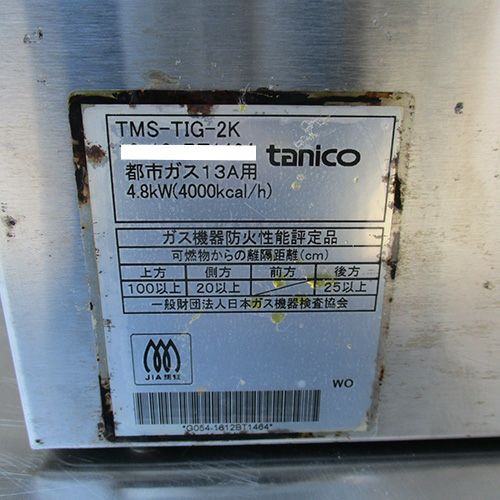 TMS-TIG-2K
tanico
都市ガス13A用
4.8kW(4000kcal/h)
ガス機器防火性能評定品
可燃物からの離隔距離(cm)
上方 側方 前方 後方
100以上 20以上 25以上
一般財団法人日本ガス機器検査協会
JIA
WO
*G054-1612BT1464*